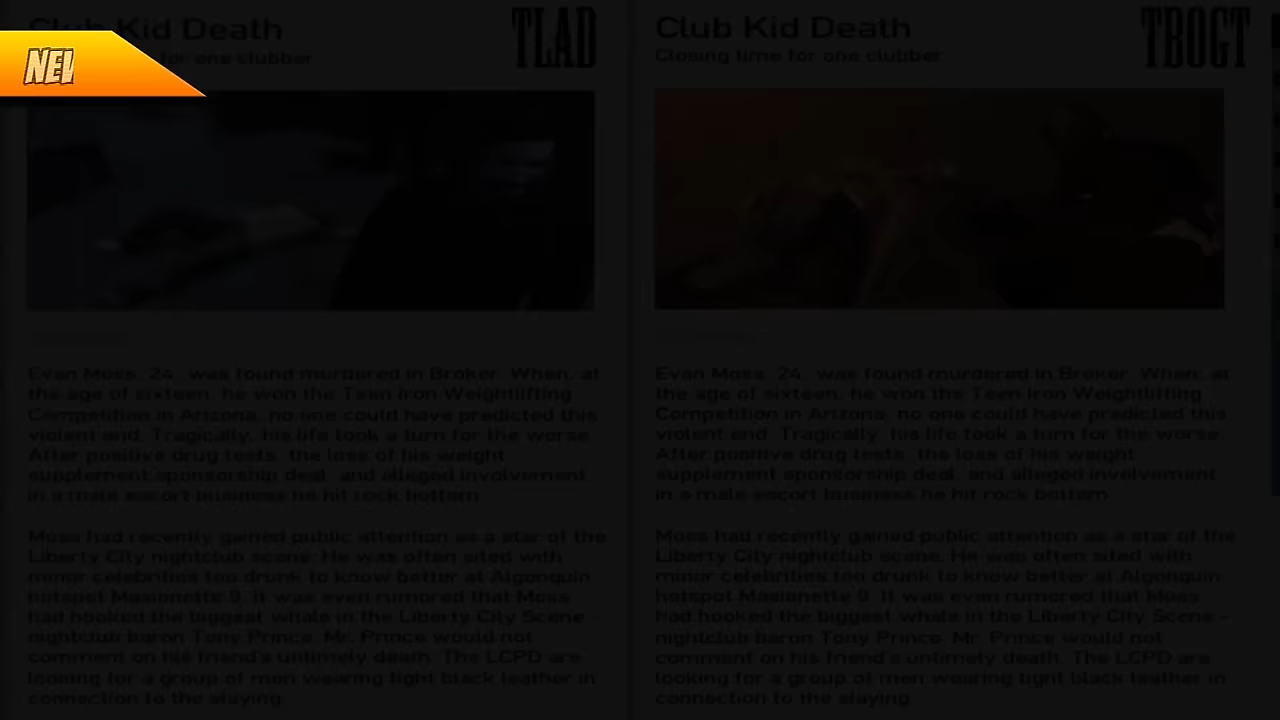 Club Kid Death
for one clubber
TLAD
NEW
Evan Moss, 24, was found murdered in Broker. When, at
the age of sixteen, he won the Teen Iron Weightlifting
Competition in Arizona, no one could have predicted this
violent end. Tragically, his life took a turn for the worse.
After positive drug tests, the loss of his weight
supplement sponsorship deal, and alleged involvement
in a male escort business he hit rock bottom.
Moss had recently gained public attention as a star of the
Liberty City nightclub scene. He was often sited with
minor celebrities too drunk to know better at Algonquin
hotspot Maisonette 9. It was even rumored that Moss
had hooked the biggest whale in the Liberty City Scene -
nightclub baron Tony Prince. Mr. Prince would not
comment on his friend's untimely death. The LCPD are
looking for a group of men wearing tight black leather in
connection to the slaying.
Club Kid Death
Closing time for one clubber
TBOGT
Evan Moss, 24, was found murdered in Broker. When, at
the age of sixteen, he won the Teen Iron Weightlifting
Competition in Arizona, no one could have predicted this
violent end. Tragically, his life took a turn for the worse.
After positive drug tests, the loss of his weight
supplement sponsorship deal, and alleged involvement
in a male escort business he hit rock bottom.
Moss had recently gained public attention as a star of the
Liberty City nightclub scene. He was often sited with
minor celebrities too drunk to know better at Algonquin
hotspot Maisonette 9. It was even rumored that Moss
had hooked the biggest whale in the Liberty City Scene -
nightclub baron Tony Prince. Mr. Prince would not
comment on his friend's untimely death. The LCPD are
looking for a group of men wearing tight black leather in
connection to the slaying.